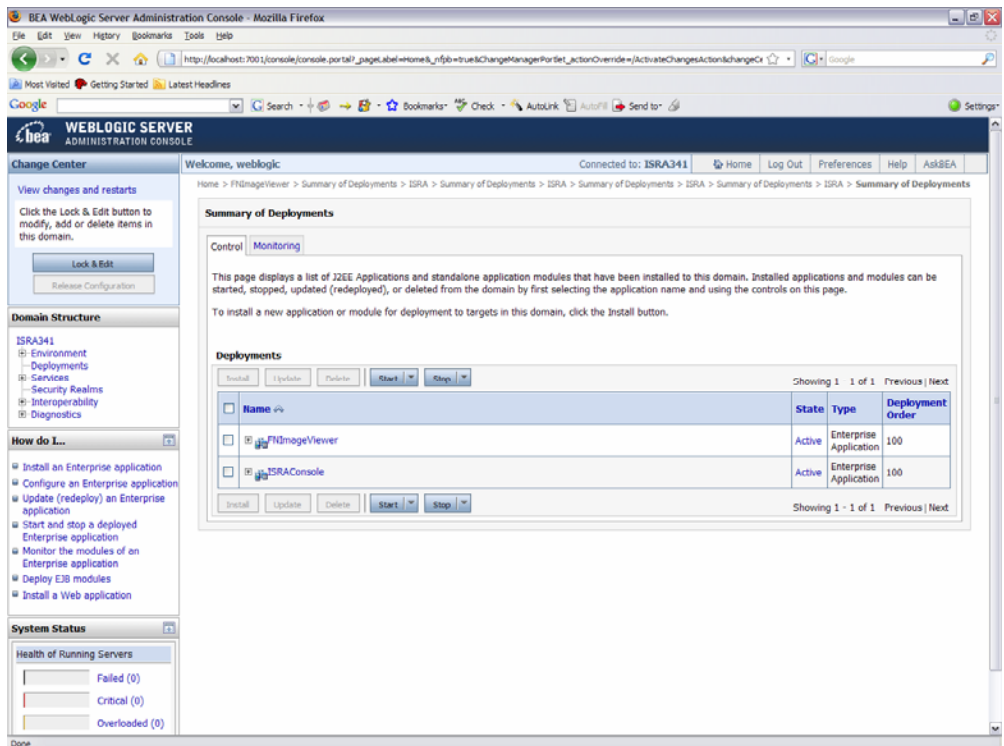 BEA WebLogic Server Administration Console - Mozilla Firefox
File Edit View History Bookmarks Tools Help
http://localhost:7001/console/console.portal?_pageLabel=Home&_nfpb=true&ChangeManagerPortlet_actionOverride=/ActivateChangesAction&changeCe
Google
Most Visited Getting Started Latest Headlines
Google Search Bookmarks Check AutoLink AutoFill Send to Settings
bea WEBLOGIC SERVER
ADMINISTRATION CONSOLE
Change Center
View changes and restarts
Click the Lock & Edit button to
modify, add or delete items in
this domain.
Lock & Edit
Release Configuration
Domain Structure
ISRA341
Environment
Deployments
Services
Security Realms
Interoperability
Diagnostics
How do I...
Install an Enterprise application
Configure an Enterprise application
Update (redeploy) an Enterprise
application
Start and stop a deployed
Enterprise application
Monitor the modules of an
Enterprise application
Deploy EJB modules
Install a Web application
System Status
Health of Running Servers
Failed (0)
Critical (0)
Overloaded (0)
Welcome, weblogic
Connected to: ISRA341 Home Log Out Preferences Help AskBEA
Home > FNImageViewer > Summary of Deployments > ISRA > Summary of Deployments > ISRA > Summary of Deployments > ISRA > Summary of Deployments > ISRA > Summary of Deployments
Summary of Deployments
Control Monitoring
This page displays a list of J2EE Applications and standalone application modules that have been installed to this domain. Installed applications and modules can be
started, stopped, updated (redeployed), or deleted from the domain by first selecting the application name and using the controls on this page.
To install a new application or module for deployment to targets in this domain, click the Install button.
Deployments
Install Update Delete Start Stop Showing 1 - 1 of 1 Previous | Next
Name State Type Deployment
Order
FNImageViewer Active Enterprise
Application 100
ISRAConsole Active Enterprise
Application 100
Install Update Delete Start Stop Showing 1 - 1 of 1 Previous | Next
Done